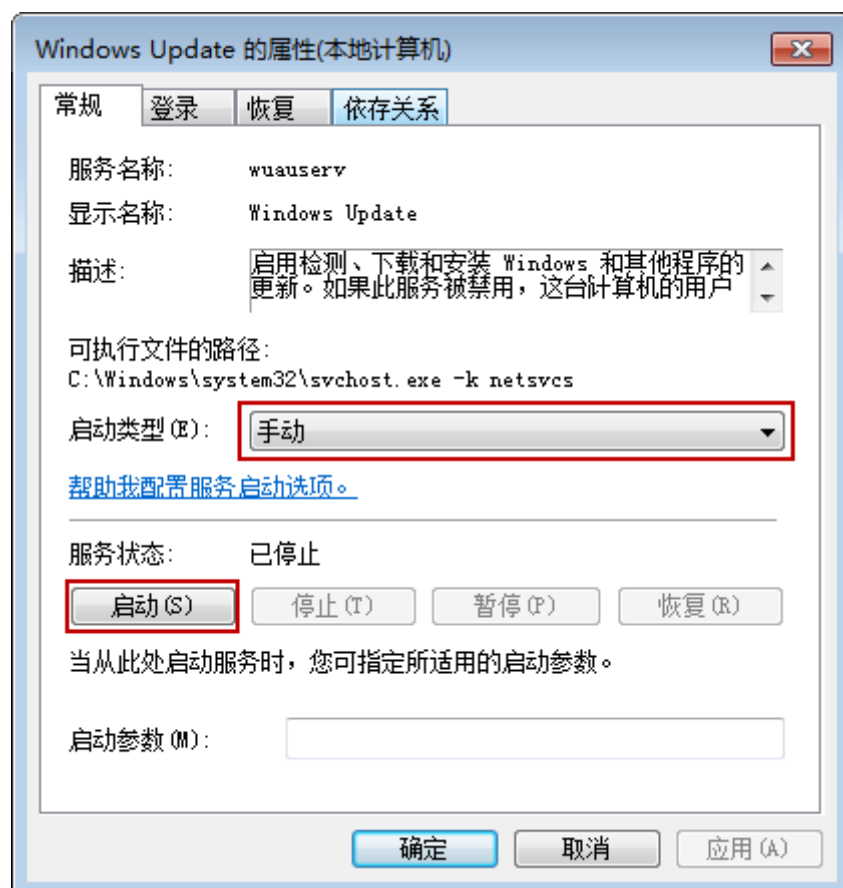 Windows Update 的属性(本地计算机)
常规 登录 恢复 依存关系
服务名称: wuauserv
显示名称: Windows Update
描述: 启用检测、下载和安装 Windows 和其他程序的
更新。如果此服务被禁用，这台计算机的用户
可执行文件的路径:
C:\Windows\system32\svchost.exe -k netsvcs
启动类型(E): 手动
帮助我配置服务启动选项。
服务状态: 已停止
启动(S) 停止(T) 暂停(P) 恢复(R)
当从此处启动服务时，您可指定所适用的启动参数。
启动参数(M):
确定 取消 应用(A)